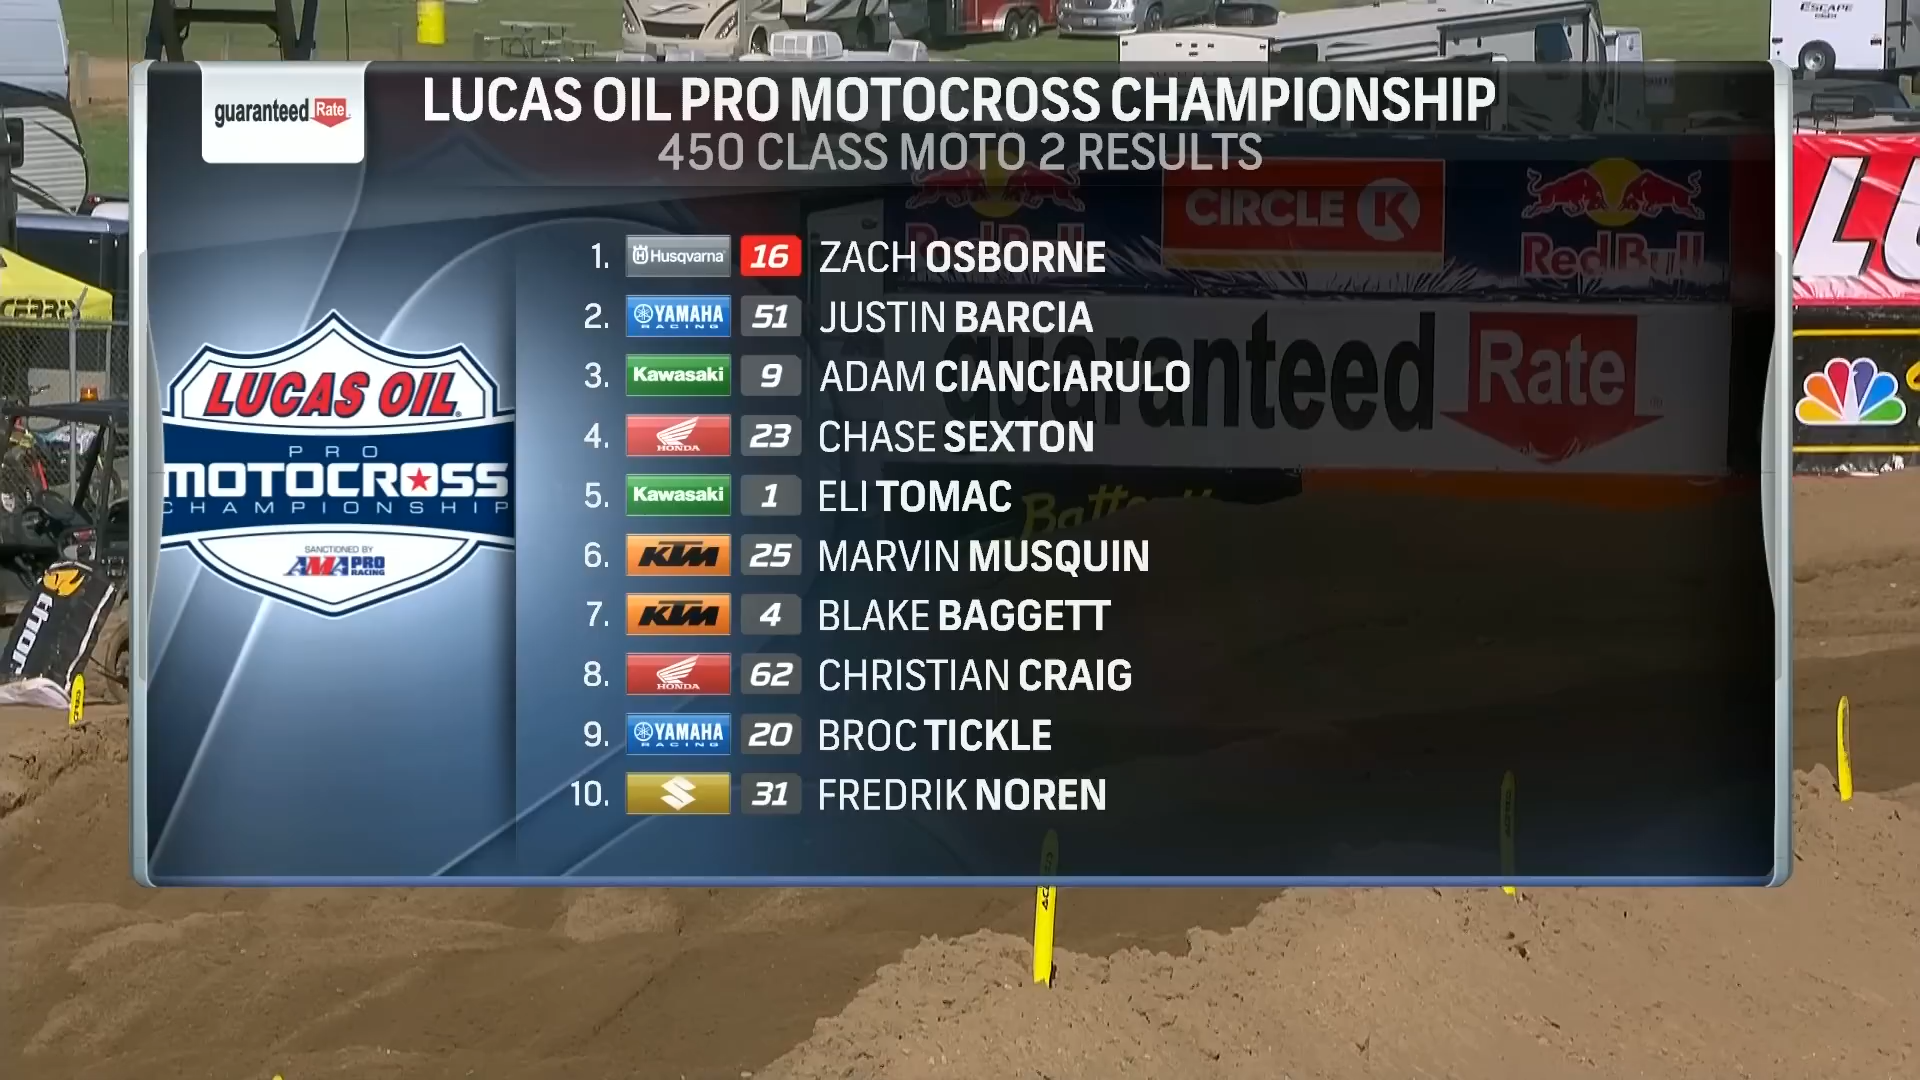 ESCAPE
guaranteed Rate
LUCAS OIL PRO MOTOCROSS CHAMPIONSHIP
450 CLASS MOTO 2 RESULTS
Red Bull
CIRCLE K
Red Bull
guaranteed Rate
LUCAS OIL
PRO
MOTOCROSS
CHAMPIONSHIP
SANCTIONED BY
AMA PRO RACING
1. Husqvarna 16 ZACH OSBORNE
2. YAMAHA RACING 51 JUSTIN BARCIA
3. Kawasaki 9 ADAM CIANCIARULO
4. HONDA 23 CHASE SEXTON
5. Kawasaki 1 ELI TOMAC
6. KTM 25 MARVIN MUSQUIN
7. KTM 4 BLAKE BAGGETT
8. HONDA 62 CHRISTIAN CRAIG
9. YAMAHA RACING 20 BROC TICKLE
10. 31 FREDRIK NOREN
thor